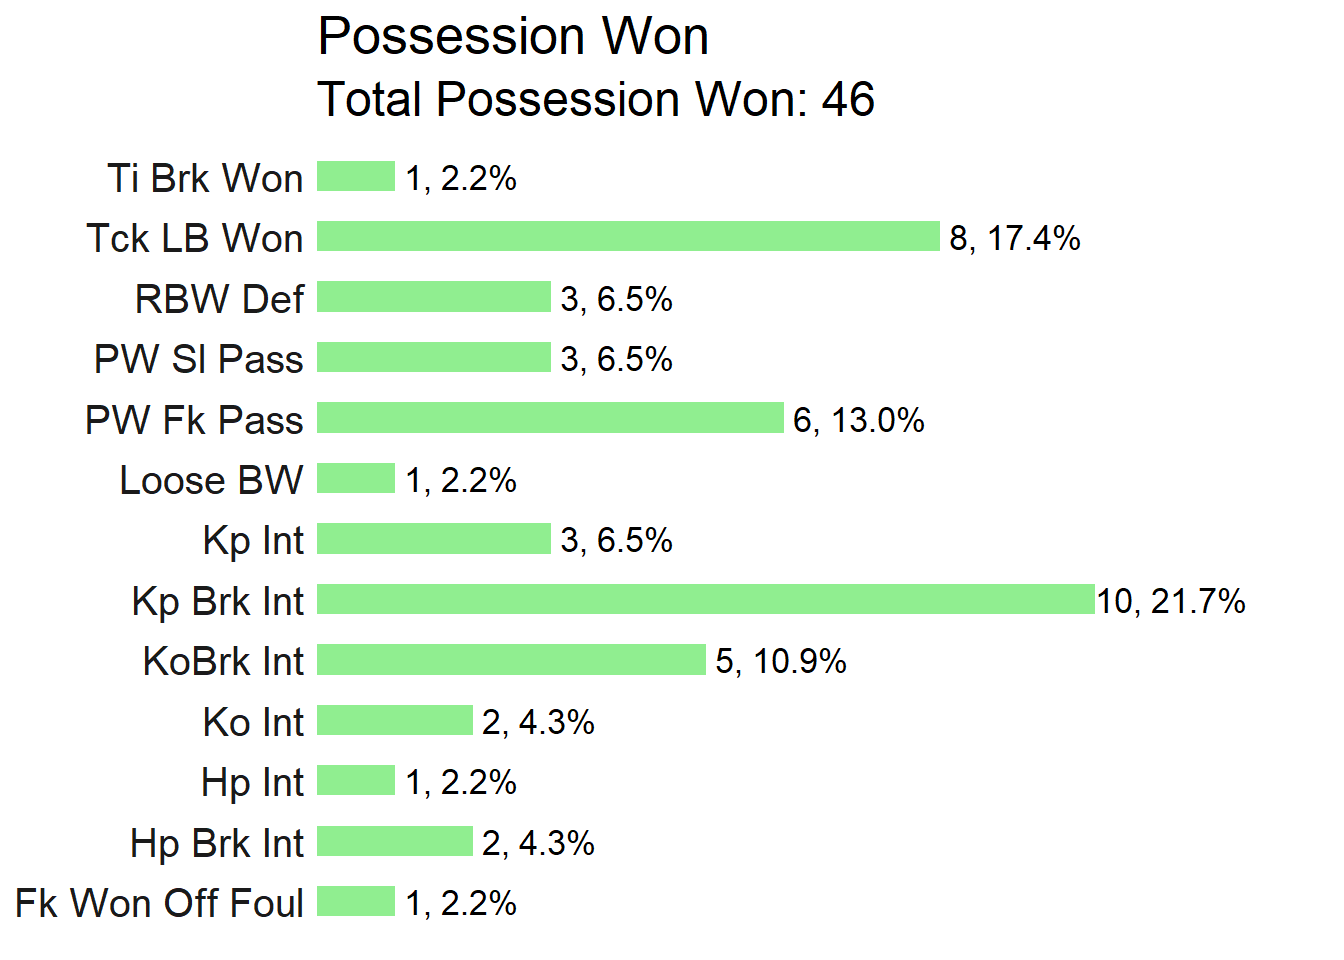 Possession Won
Total Possession Won: 46
Ti Brk Won 1, 2.2%
Tck LB Won 8, 17.4%
RBW Def 3, 6.5%
PW Sl Pass 3, 6.5%
PW Fk Pass 6, 13.0%
Loose BW 1, 2.2%
Kp Int 3, 6.5%
Kp Brk Int 10, 21.7%
KoBrk Int 5, 10.9%
Ko Int 2, 4.3%
Hp Int 1, 2.2%
Hp Brk Int 2, 4.3%
Fk Won Off Foul 1, 2.2%